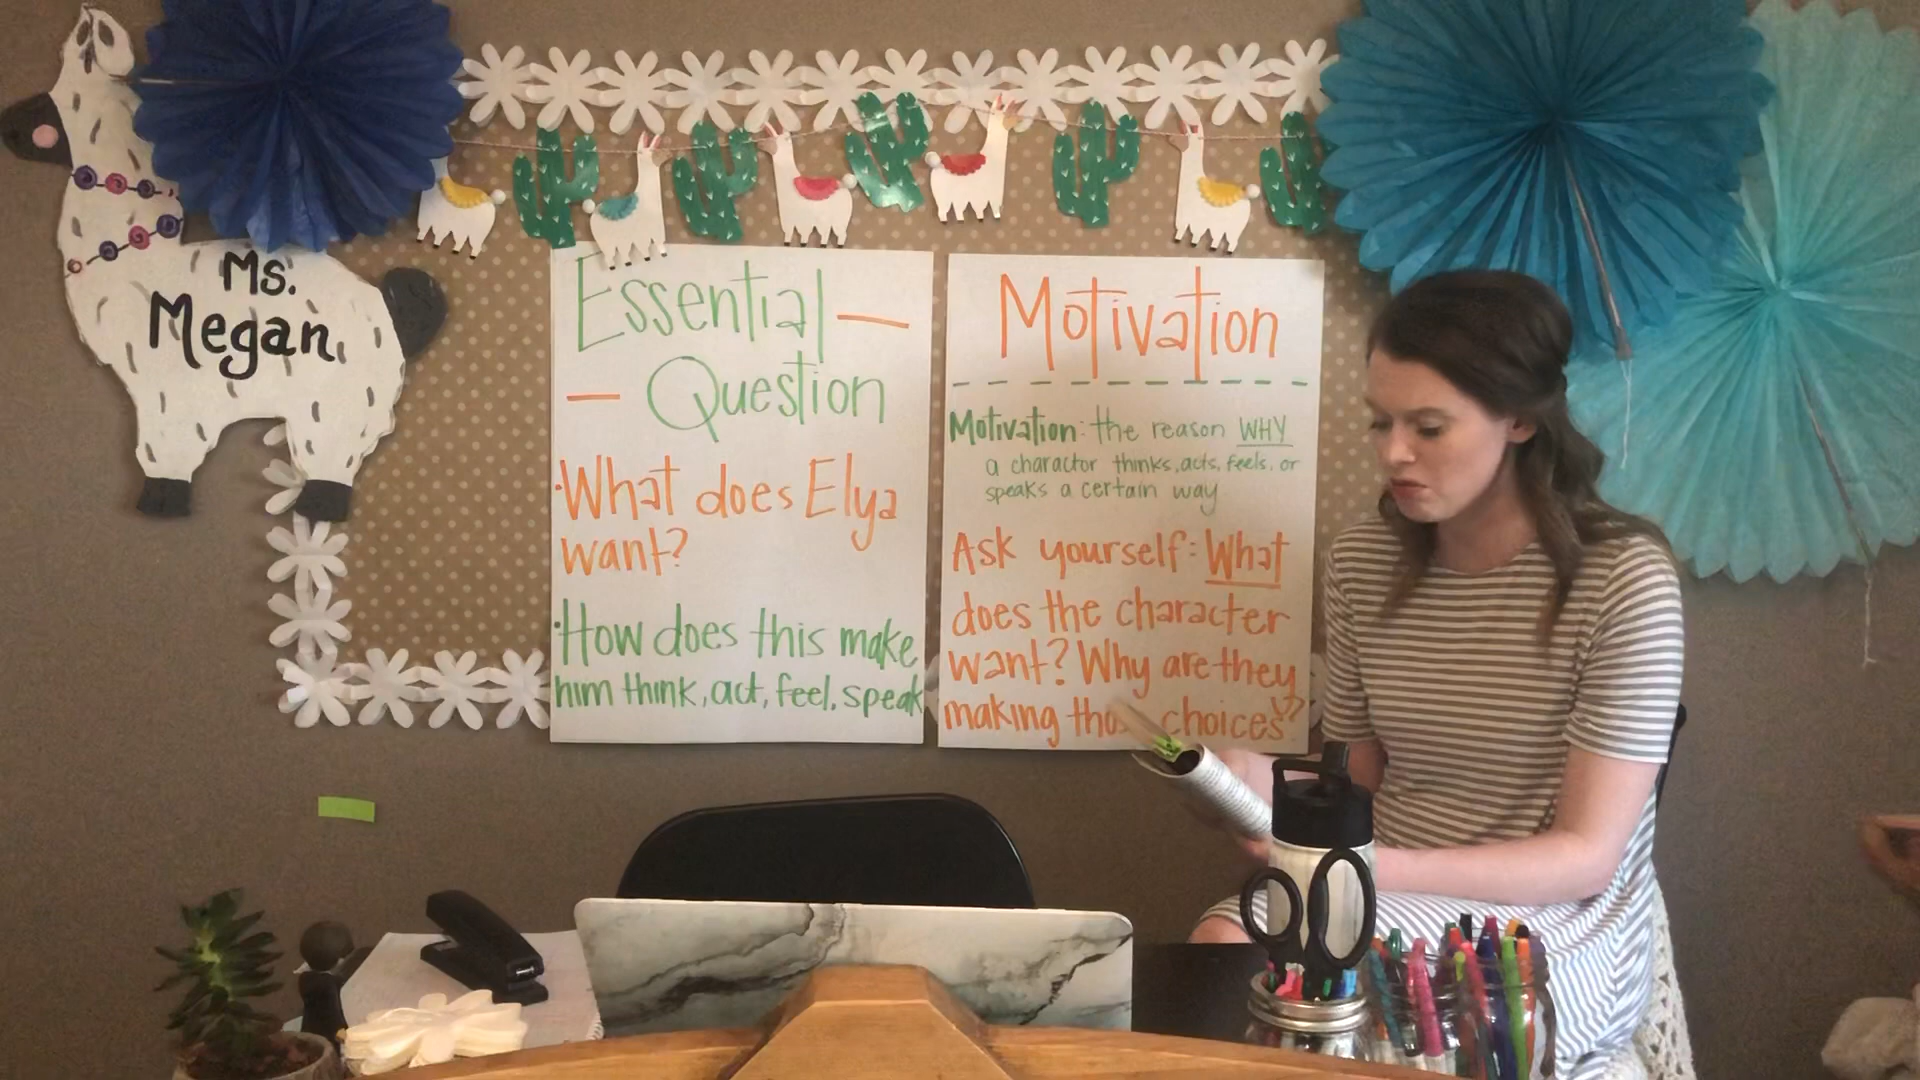 Ms.
Megan
Essential
Question
What does Elya
want?
How does this make
him think, act, feel, speak
Motivation
Motivation: the reason WHY
a charactor thinks, acts, feels, or
speaks a certain way
Ask yourself: What
does the character
want? Why are they
making choices?